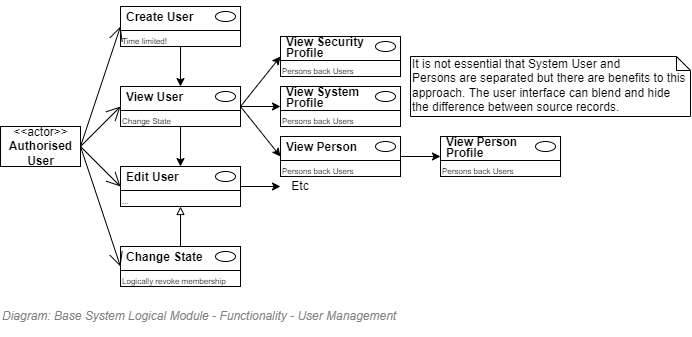 Create User
Time limited!
View Security
Profile
Persons back Users
It is not essential that System User and
Persons are separated but there are benefits to this
approach. The user interface can blend and hide
the difference between source records.
View User
Change State
View System
Profile
Persons back Users
<<actor>>
Authorised
User
View Person
Persons back Users
View Person
Profile
Persons back Users
Edit User
...
Etc
Change State
Logically revoke membership
Diagram: Base System Logical Module - Functionality - User Management